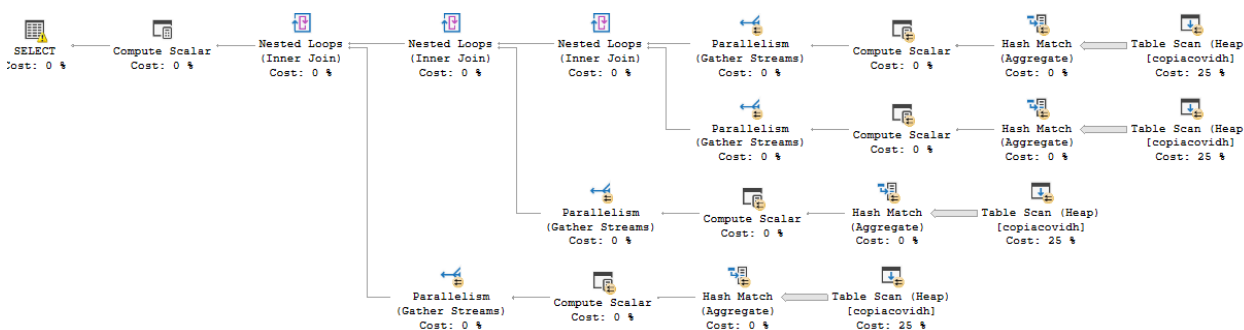 SELECT
Cost: 0 %
Compute Scalar
Cost: 0 %
Nested Loops
(Inner Join)
Cost: 0 %
Nested Loops
(Inner Join)
Cost: 0 %
Nested Loops
(Inner Join)
Cost: 0 %
Parallelism
(Gather Streams)
Cost: 0 %
Compute Scalar
Cost: 0 %
Hash Match
(Aggregate)
Cost: 0 %
Table Scan (Heap
[copiacovidh]
Cost: 25 %
Parallelism
(Gather Streams)
Cost: 0 %
Compute Scalar
Cost: 0 %
Hash Match
(Aggregate)
Cost: 0 %
Table Scan (Heap
[copiacovidh]
Cost: 25 %
Parallelism
(Gather Streams)
Cost: 0 %
Compute Scalar
Cost: 0 %
Hash Match
(Aggregate)
Cost: 0 %
Table Scan (Heap)
[copiacovidh]
Cost: 25 %
Parallelism
(Gather Streams)
Cost: 0 %
Compute Scalar
Cost: 0 %
Hash Match
(Aggregate)
Cost: 0 %
Table Scan (Heap)
[copiacovidh]
Cost: 25 %